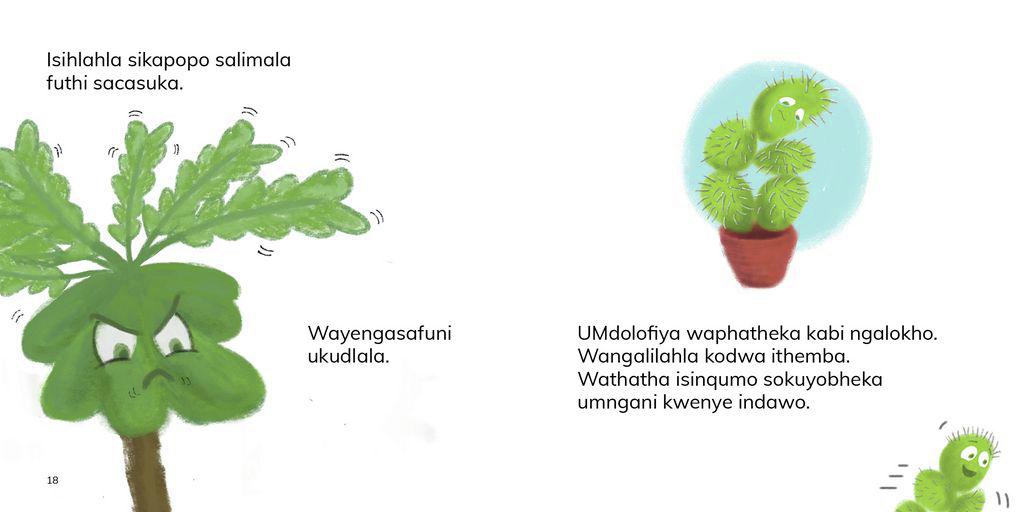 Isihlahla sikapopo salimala
futhi sacasuka.
Wayengasafuni
ukudlala.
18
UMdolofiya waphatheka kabi ngalokho.
Wangalilahla kodwa ithemba.
Wathatha isinqumo sokuyobheka
umngani kwenye indawo.